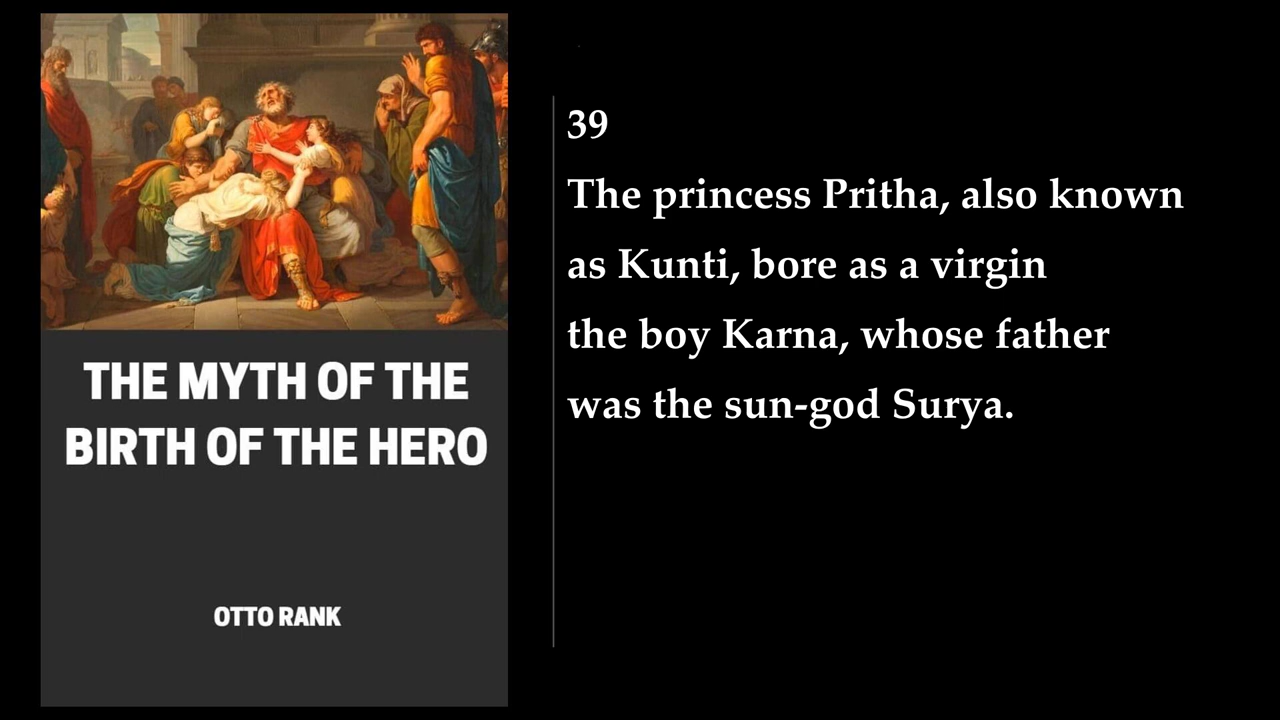 THE MYTH OF THE
BIRTH OF THE HERO
OTTO RANK
39
The princess Pritha, also known
as Kunti, bore as a virgin
the boy Karna, whose father
was the sun-god Surya.